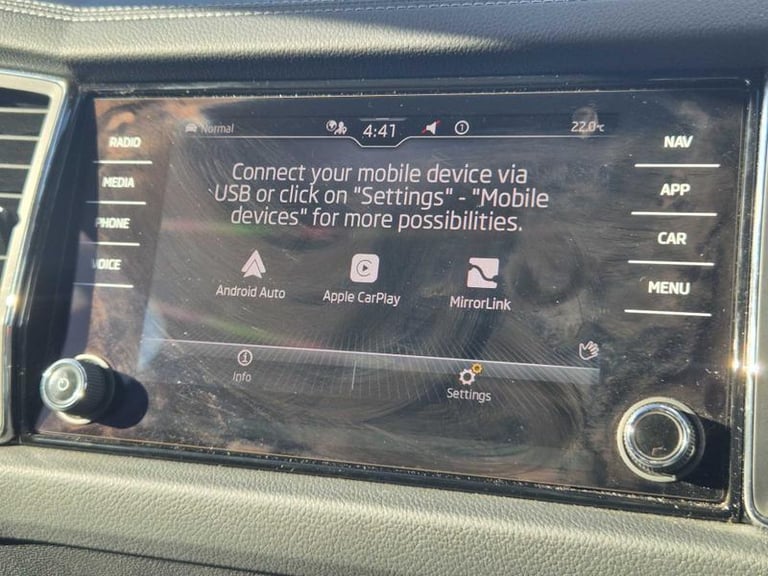 Normal 4:41 22.0°C
RADIO
MEDIA
PHONE
VOICE
Connect your mobile device via
USB or click on "Settings" - "Mobile
devices" for more possibilities.
Android Auto Apple CarPlay MirrorLink
Info Settings
NAV
APP
CAR
MENU